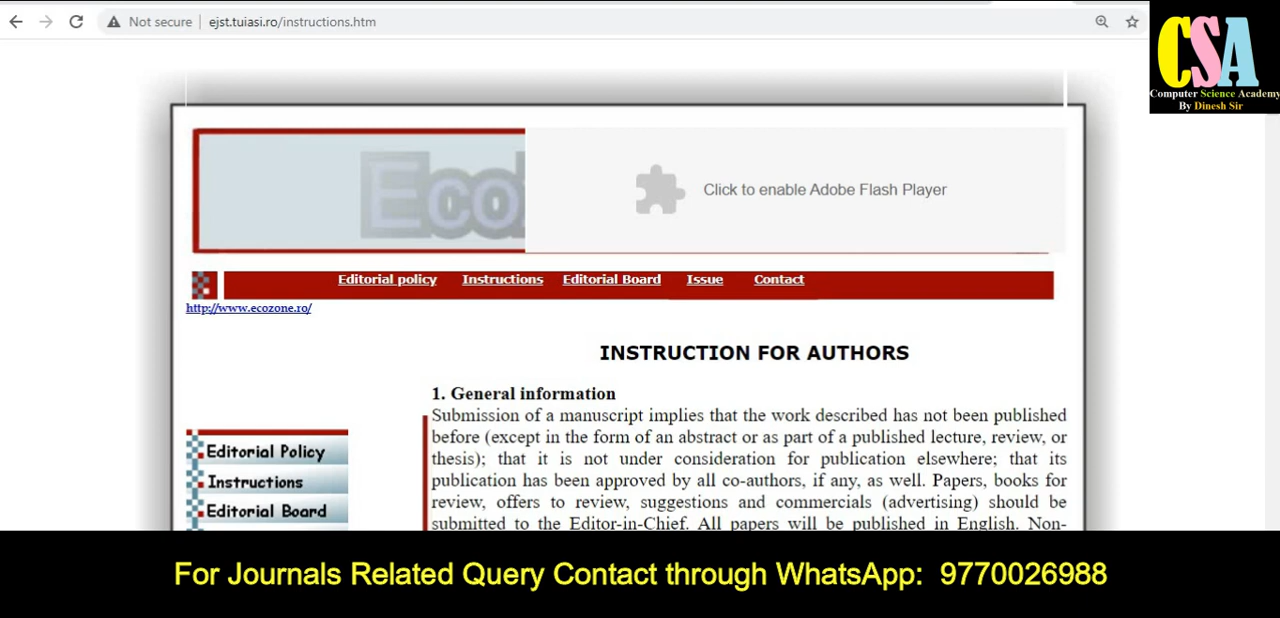 Not secure | ejst.tuiasi.ro/instructions.htm
CSA
Computer Science Academy
By Dinesh Sir
Eco
Click to enable Adobe Flash Player
Editorial policy Instructions Editorial Board Issue Contact
http://www.ecozone.ro/
INSTRUCTION FOR AUTHORS
1. General information
Submission of a manuscript implies that the work described has not been published
before (except in the form of an abstract or as part of a published lecture, review, or
thesis); that it is not under consideration for publication elsewhere; that its
publication has been approved by all co-authors, if any, as well. Papers, books for
review, offers to review, suggestions and commercials (advertising) should be
submitted to the Editor-in-Chief. All papers will be published in English. Non-
Editorial Policy
Instructions
Editorial Board
For Journals Related Query Contact through WhatsApp: 9770026988